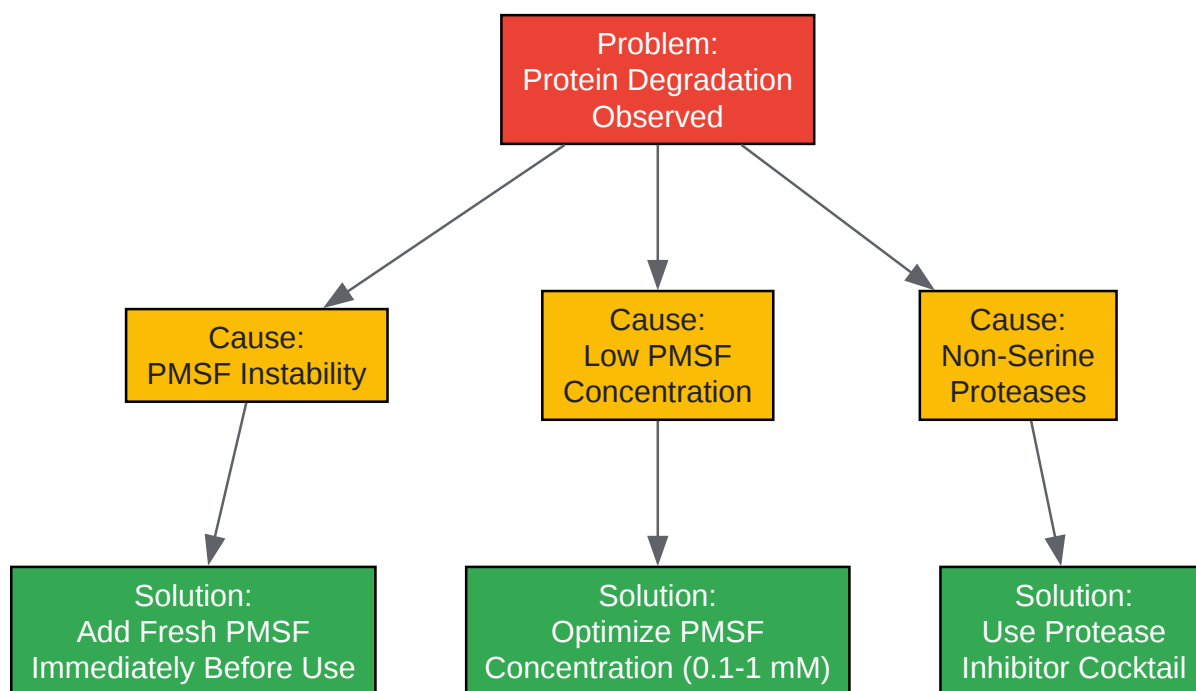 Problem:
Protein Degradation
Observed
Cause:
PMSF Instability
Cause:
Low PMSF
Concentration
Cause:
Non-Serine
Proteases
Solution:
Add Fresh PMSF
Immediately Before Use
Solution:
Optimize PMSF
Concentration (0.1-1 mM)
Solution:
Use Protease
Inhibitor Cocktail